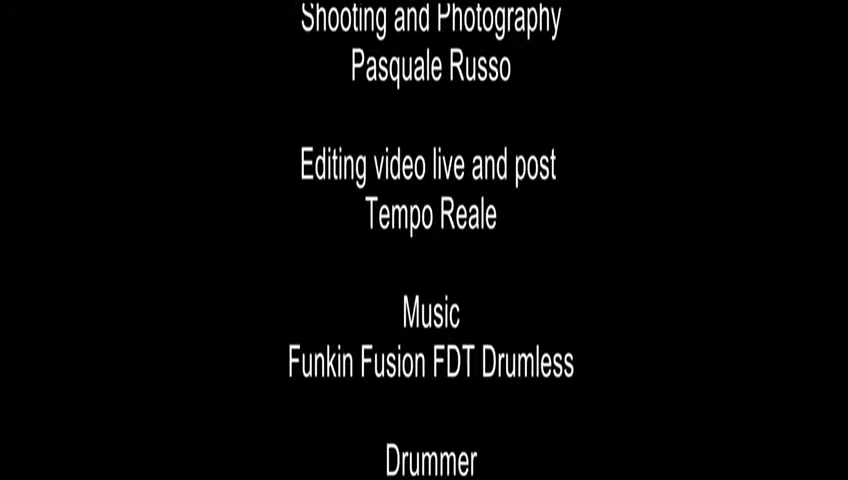 Shooting and Photography
Pasquale Russo
Editing video live and post
Tempo Reale
Music
Funkin Fusion FDT Drumless
Drummer